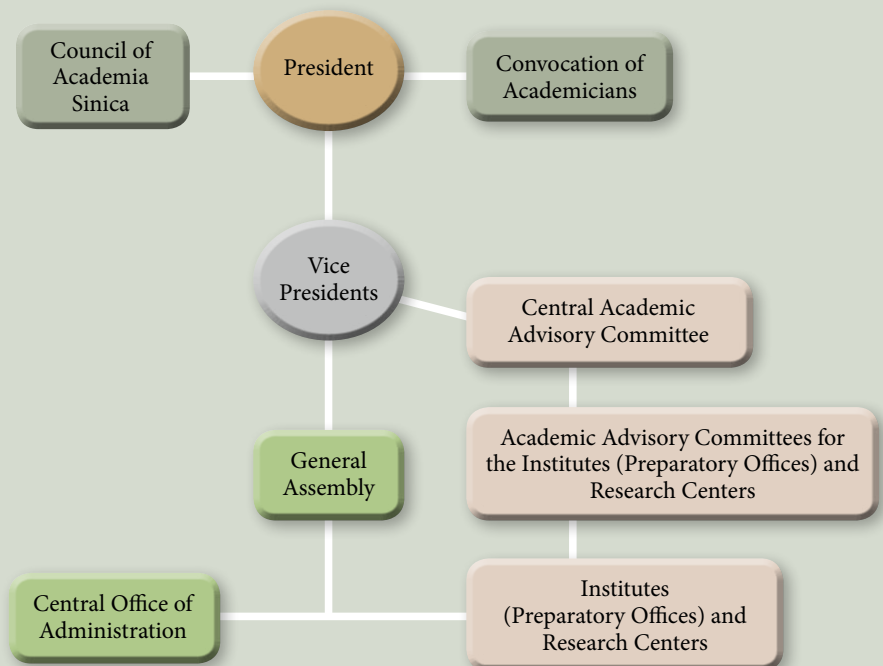 Council of
Academia
Sinica
President
Convocation of
Academicians
Vice
Presidents
Central Academic
Advisory Committee
General
Assembly
Academic Advisory Committees for
the Institutes (Preparatory Offices) and
Research Centers
Central Office of
Administration
Institutes
(Preparatory Offices) and
Research Centers